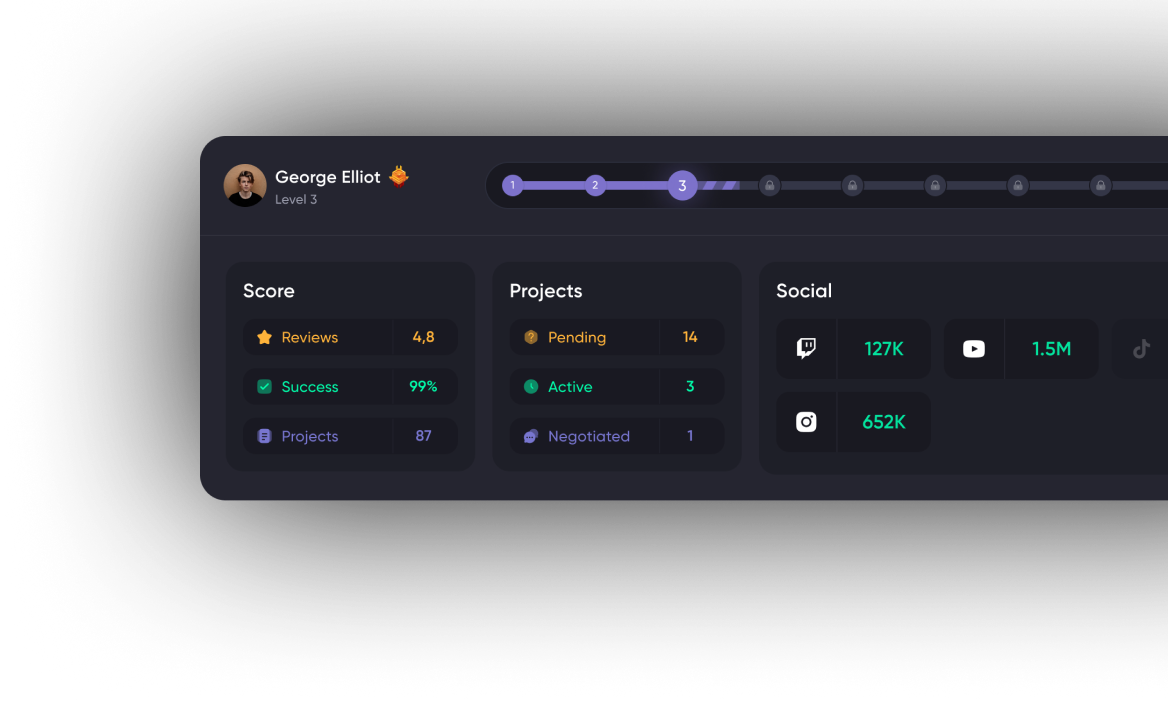 George Elliot
Level 3
1 2 3
Score
Reviews 4,8
Success 99%
Projects 87
Projects
Pending 14
Active 3
Negotiated 1
Social
127K 1.5M
652K